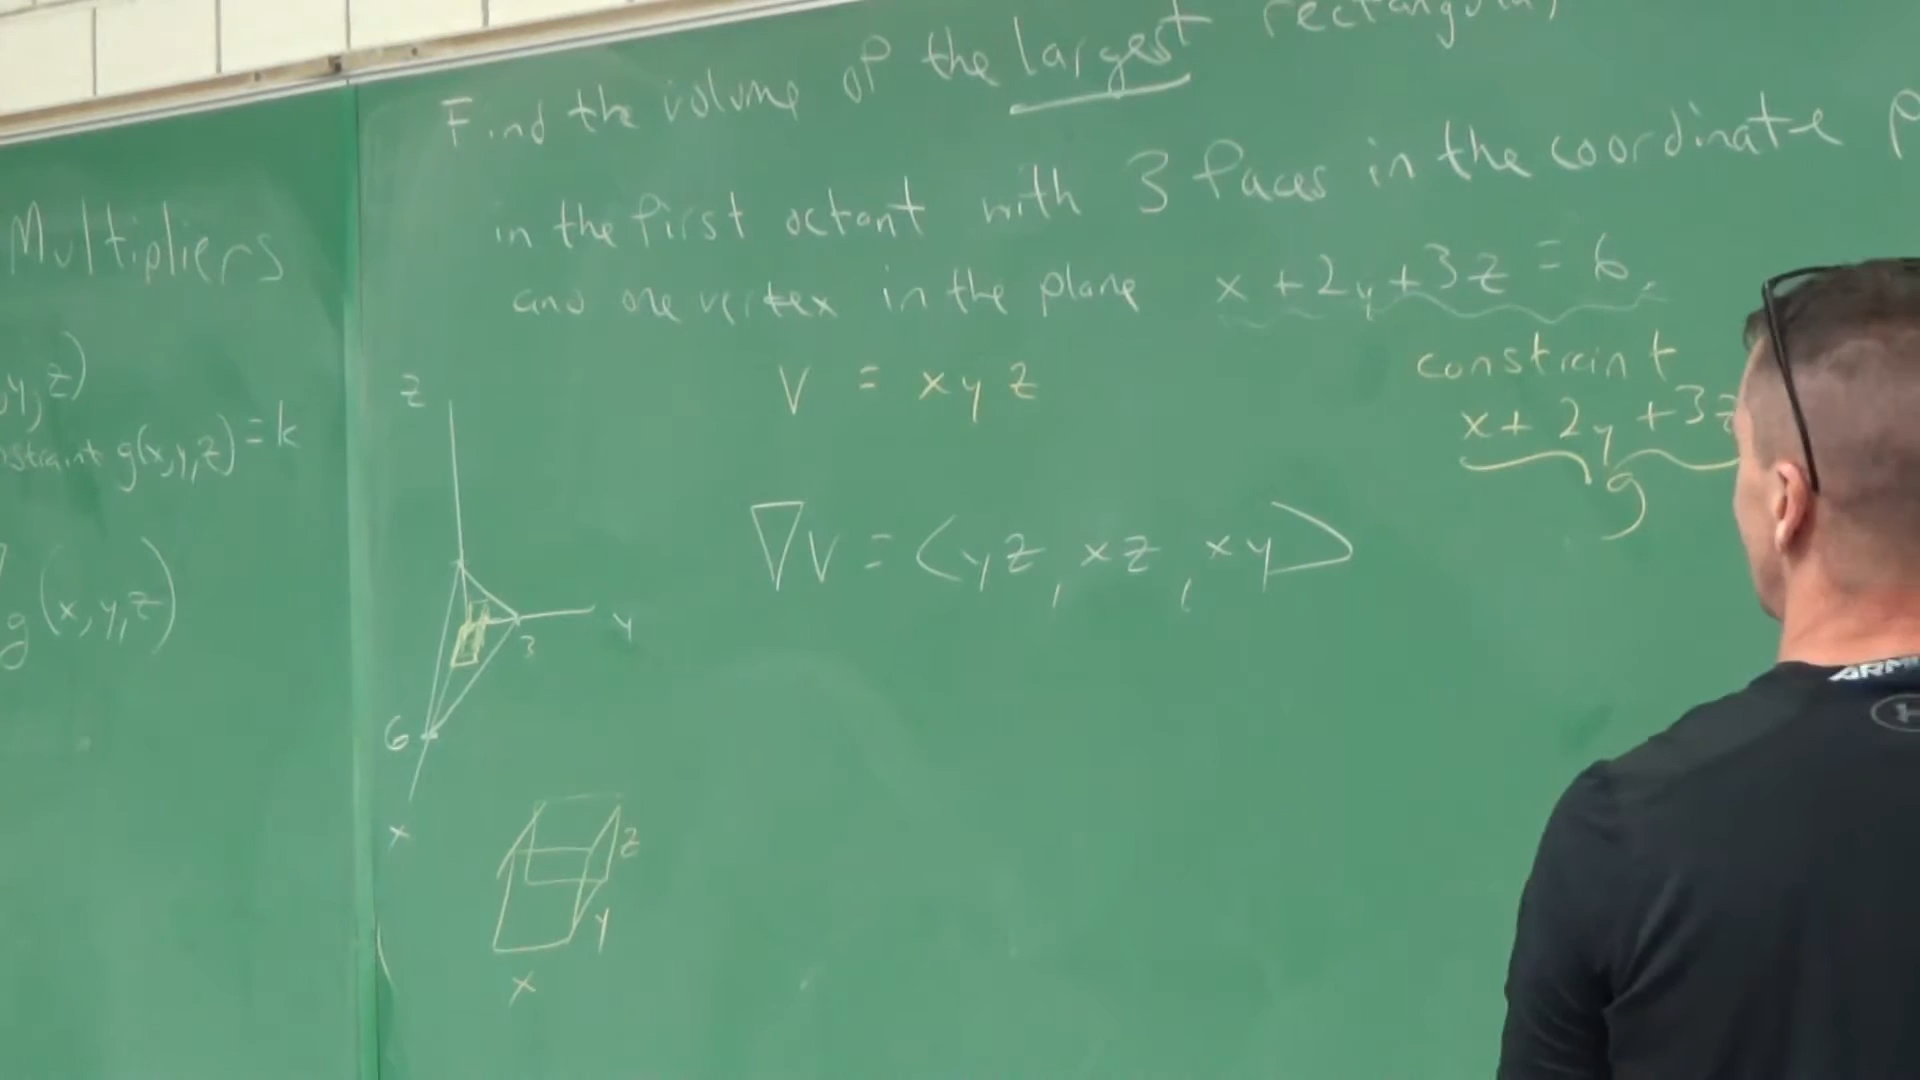 Multipliers
y, z)
constraint g(x,y,z) = k
g(x,y,z)
Find the volume of the largest rectangular
in the first octant with 3 faces in the coordinate
and one vertex in the plane x + 2y + 3z = 6.
constraint
x + 2y + 3z
g
V = xyz
∇V = ⟨yz, xz, xy⟩
z
y
3
6
x
z
y
x
ARM